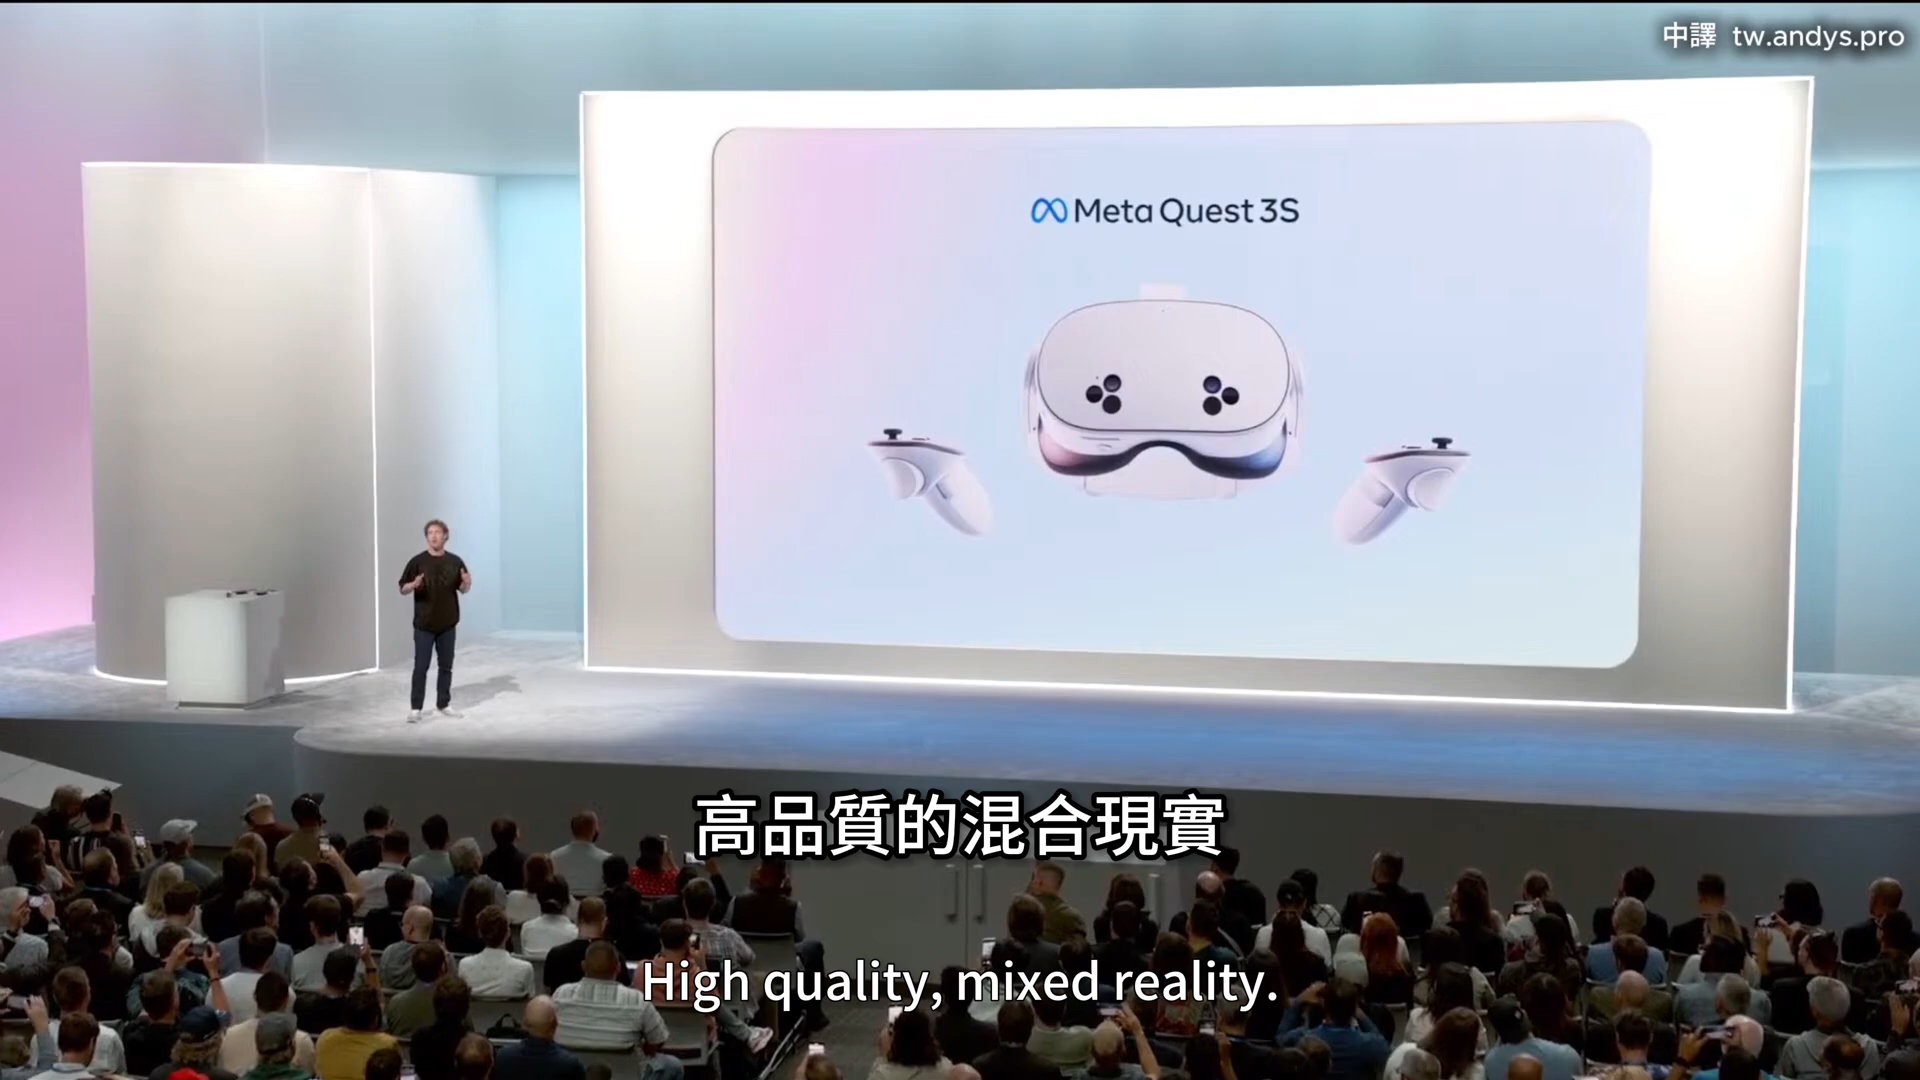 中譯 tw.andys.pro
Meta Quest 3S
高品質的混合現實
High quality, mixed reality.